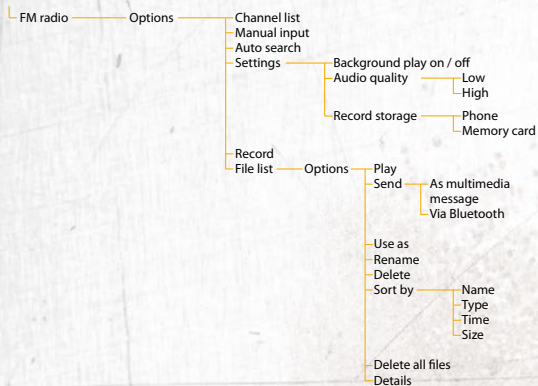 FM radio Options Channel list
Manual input
Auto search
Settings Background play on / off
Audio quality Low
High
Record storage Phone
Memory card
Record
File list Options Play
Send As multimedia
message
Via Bluetooth
Use as
Rename
Delete
Sort by Name
Type
Time
Size
Delete all files
Details